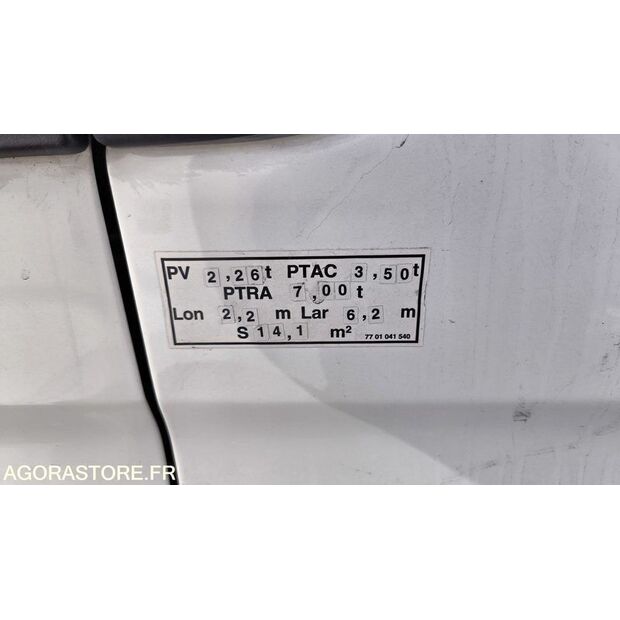 PV 2,26t PTAC 3,50t
PTRA 7,00t
Lon 2,2 m Lar 6,2 m
S 14,1 m²
77 01 041 540
AGORASTORE.FR